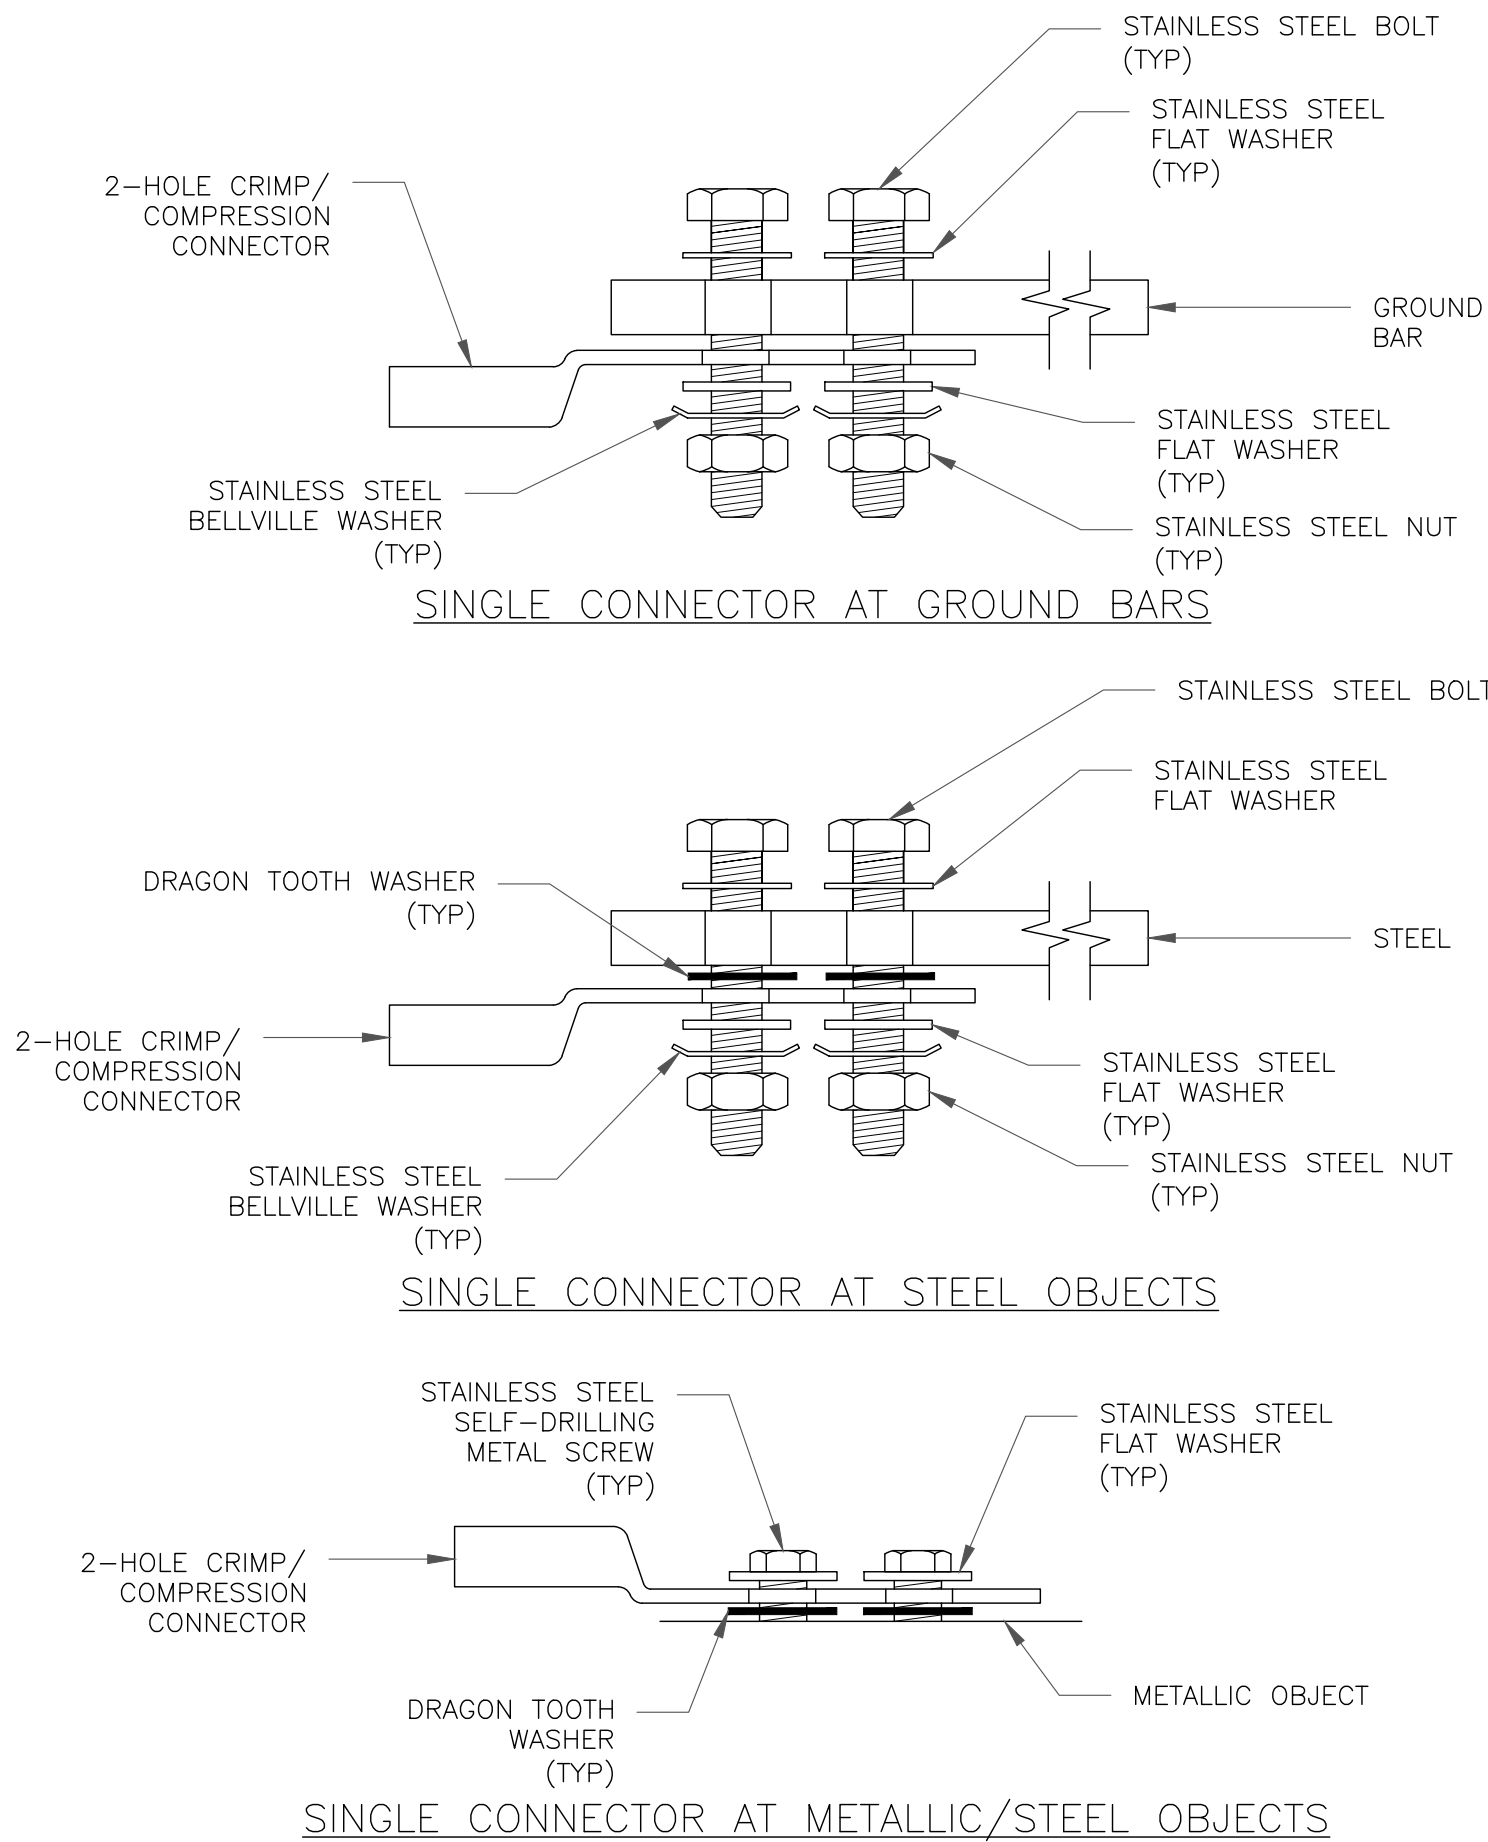 STAINLESS STEEL BOLT
(TYP)
STAINLESS STEEL
FLAT WASHER
(TYP)
2-HOLE CRIMP/
COMPRESSION
CONNECTOR
GROUND
BAR
STAINLESS STEEL
FLAT WASHER
(TYP)
STAINLESS STEEL
BELLVILLE WASHER
(TYP)
STAINLESS STEEL NUT
(TYP)
SINGLE CONNECTOR AT GROUND BARS
STAINLESS STEEL BOLT
STAINLESS STEEL
FLAT WASHER
DRAGON TOOTH WASHER
(TYP)
STEEL
2-HOLE CRIMP/
COMPRESSION
CONNECTOR
STAINLESS STEEL
FLAT WASHER
(TYP)
STAINLESS STEEL NUT
(TYP)
STAINLESS STEEL
BELLVILLE WASHER
(TYP)
SINGLE CONNECTOR AT STEEL OBJECTS
STAINLESS STEEL
SELF-DRILLING
METAL SCREW
(TYP)
STAINLESS STEEL
FLAT WASHER
(TYP)
2-HOLE CRIMP/
COMPRESSION
CONNECTOR
METALLIC OBJECT
DRAGON TOOTH
WASHER
(TYP)
SINGLE CONNECTOR AT METALLIC/STEEL OBJECTS